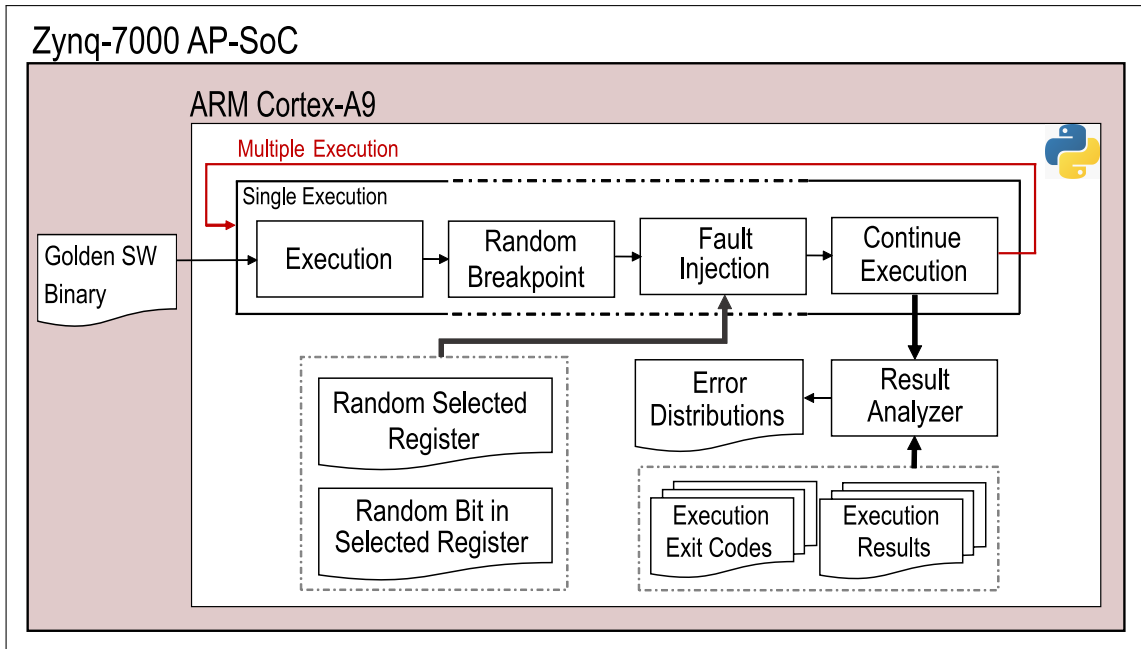 Zynq-7000 AP-SoC
ARM Cortex-A9
Multiple Execution
Single Execution
Golden SW
Binary
Execution
Random
Breakpoint
Fault
Injection
Continue
Execution
Random Selected
Register
Random Bit in
Selected Register
Error
Distributions
Result
Analyzer
Execution
Exit Codes
Execution
Results